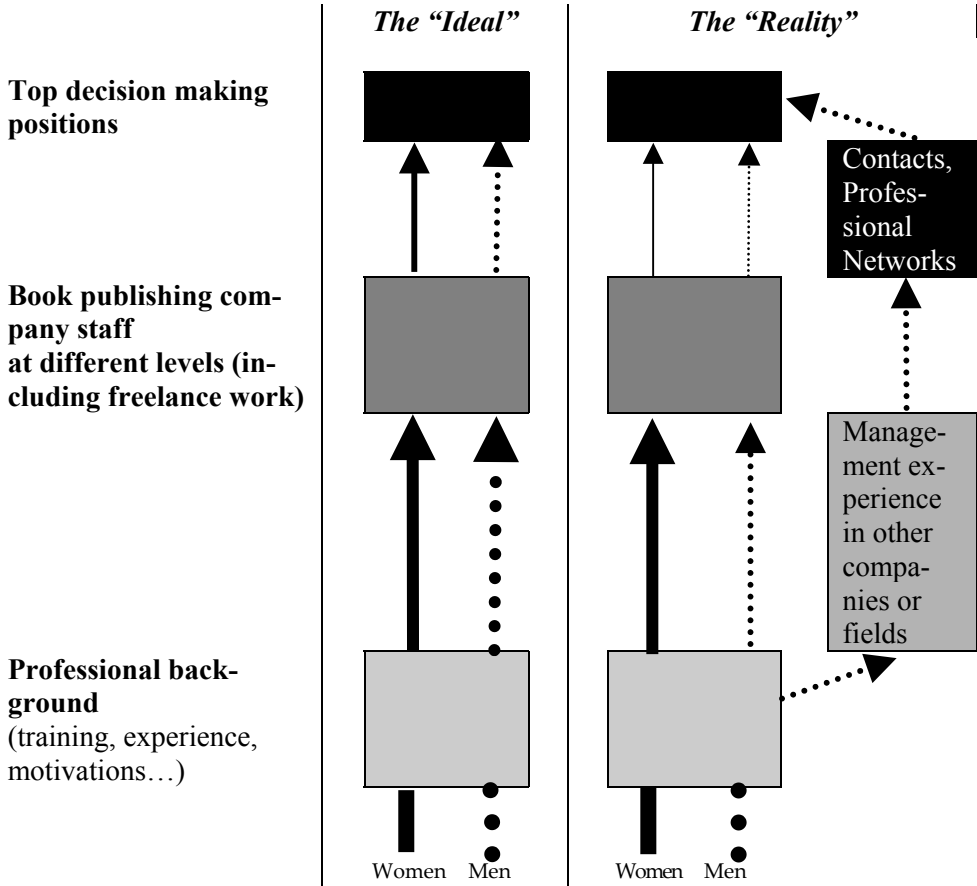 The “Ideal”
The “Reality”
Top decision making
positions
Contacts,
Profes-
sional
Networks
Book publishing com-
pany staff
at different levels (in-
cluding freelance work)
Manage-
ment ex-
perience
in other
compa-
nies or
fields
Professional back-
ground
(training, experience,
motivations…)
Women Men
Women Men